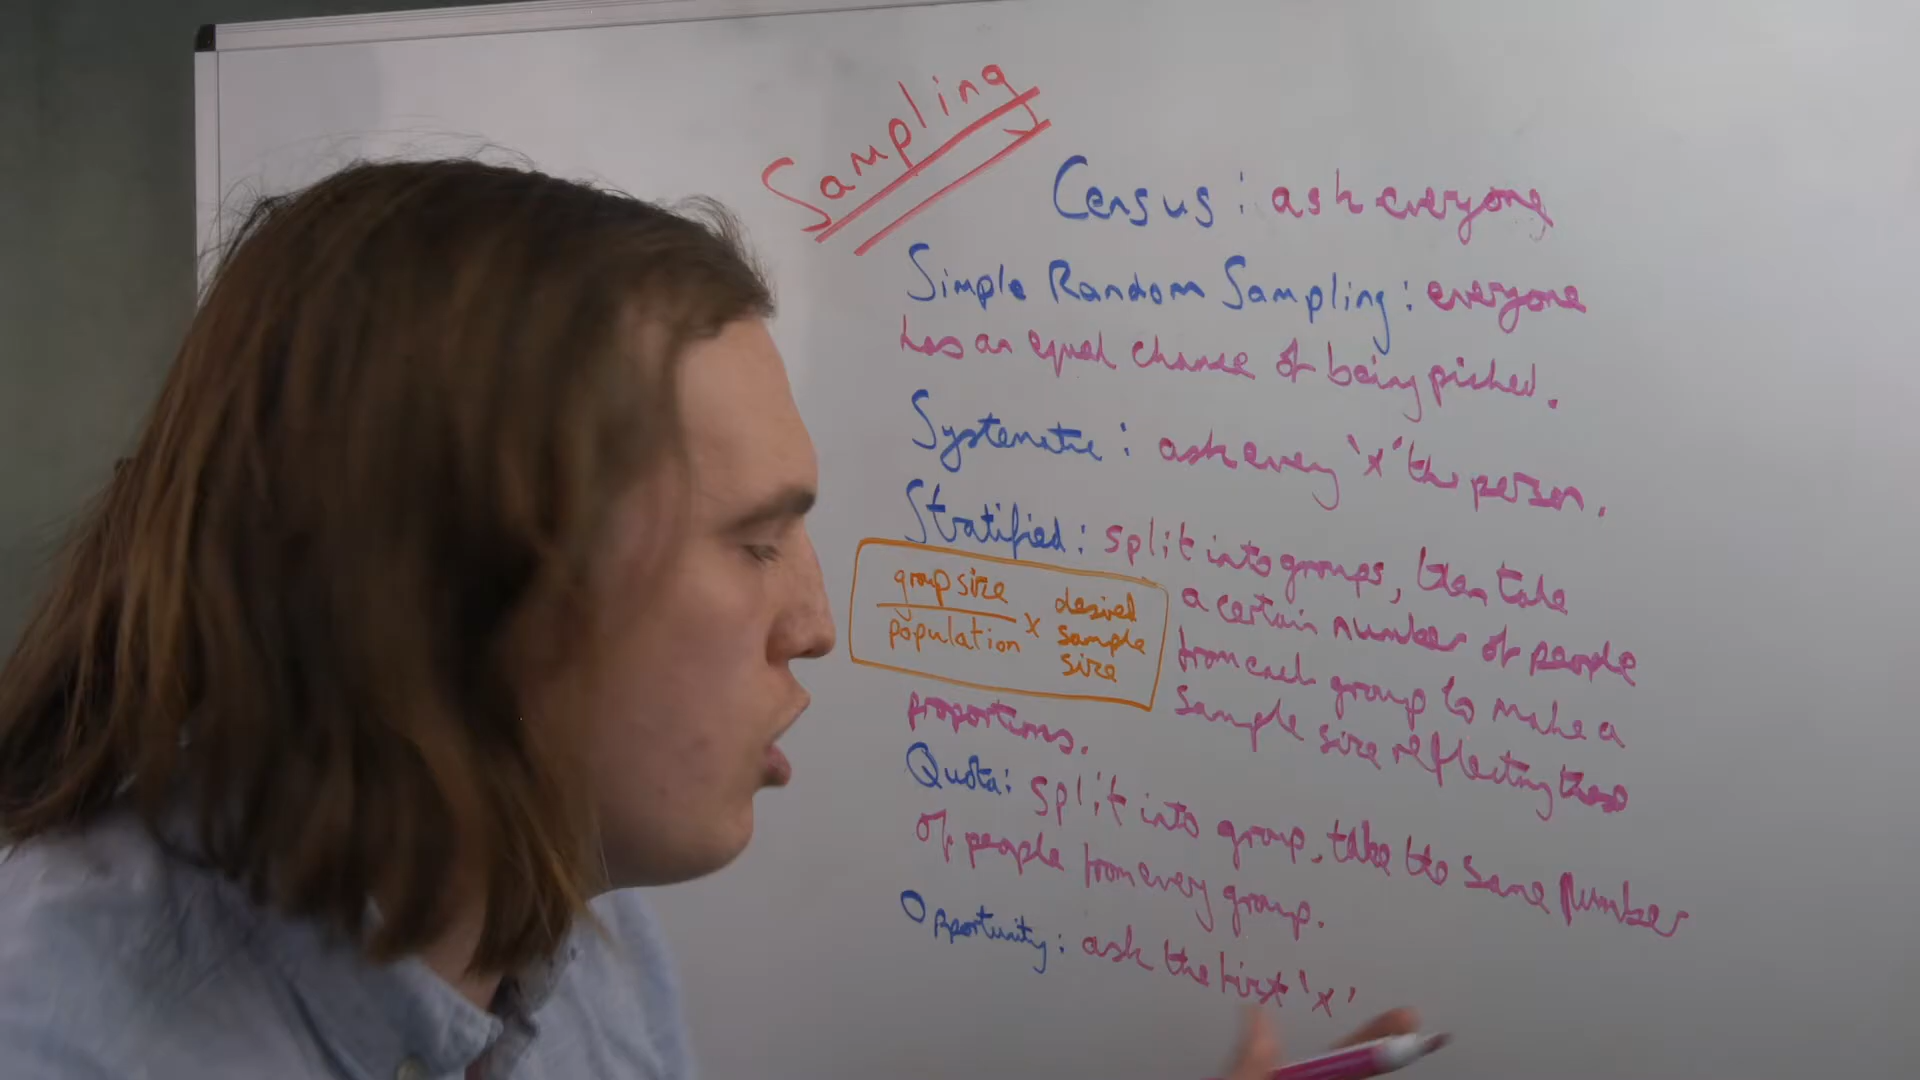 Sampling
Census: ask everyone
Simple Random Sampling: everyone
has an equal chance of being picked.
Systematic: ask every 'x'th person.
Stratified: split into groups, then take
a certain number of people
from each group to make a
sample size reflecting these
proportions.
group size
population
x
desired
sample
size
Quota: split into group, take the same number
of people from every group.
Opportunity: ask the first 'x'